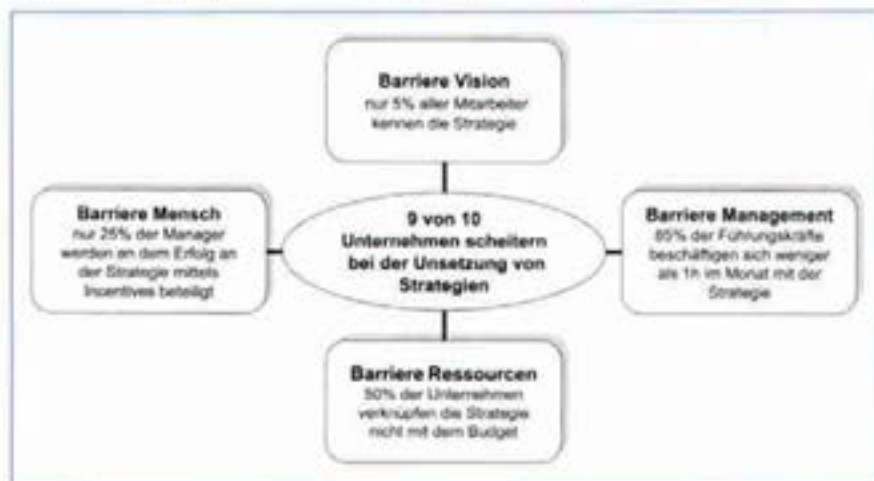 Barriere Vision
nur 5% aller Mitarbeiter
kennen die Strategie
Barriere Mensch
nur 25% der Manager
werden an dem Erfolg an
der Strategie mittels
Incentives beteiligt
9 von 10
Unternehmen scheitern
bei der Unsetzung von
Strategien
Barriere Management
85% der Führungskräfte
beschäftigen sich weniger
als 1h im Monat mit der
Strategie
Barriere Ressourcen
50% der Unternehmen
verknüpfen die Strategie
nicht mit dem Budget